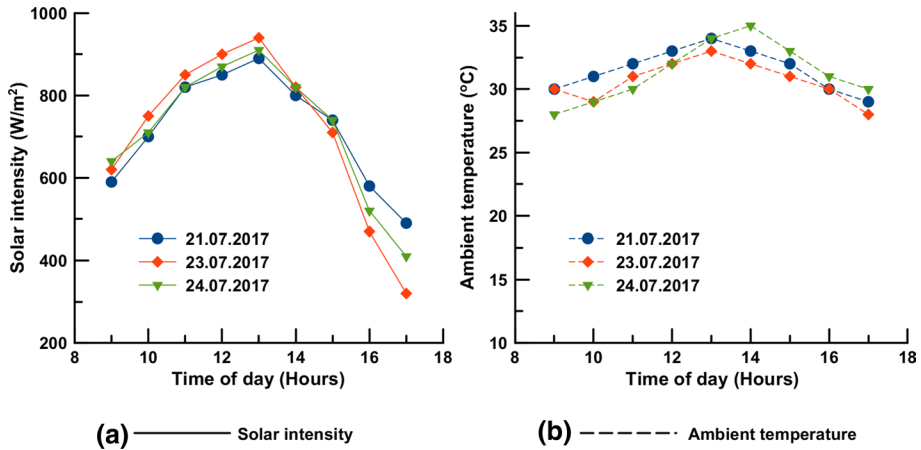 1000
800
600
400
200
Solar intensity (W/m²)
21.07.2017
23.07.2017
24.07.2017
8 10 12 14 16 18
Time of day (Hours)
(a) Solar intensity
35
30
25
20
15
10
Ambient temperature (°C)
21.07.2017
23.07.2017
24.07.2017
8 10 12 14 16 18
Time of day (Hours)
(b) Ambient temperature